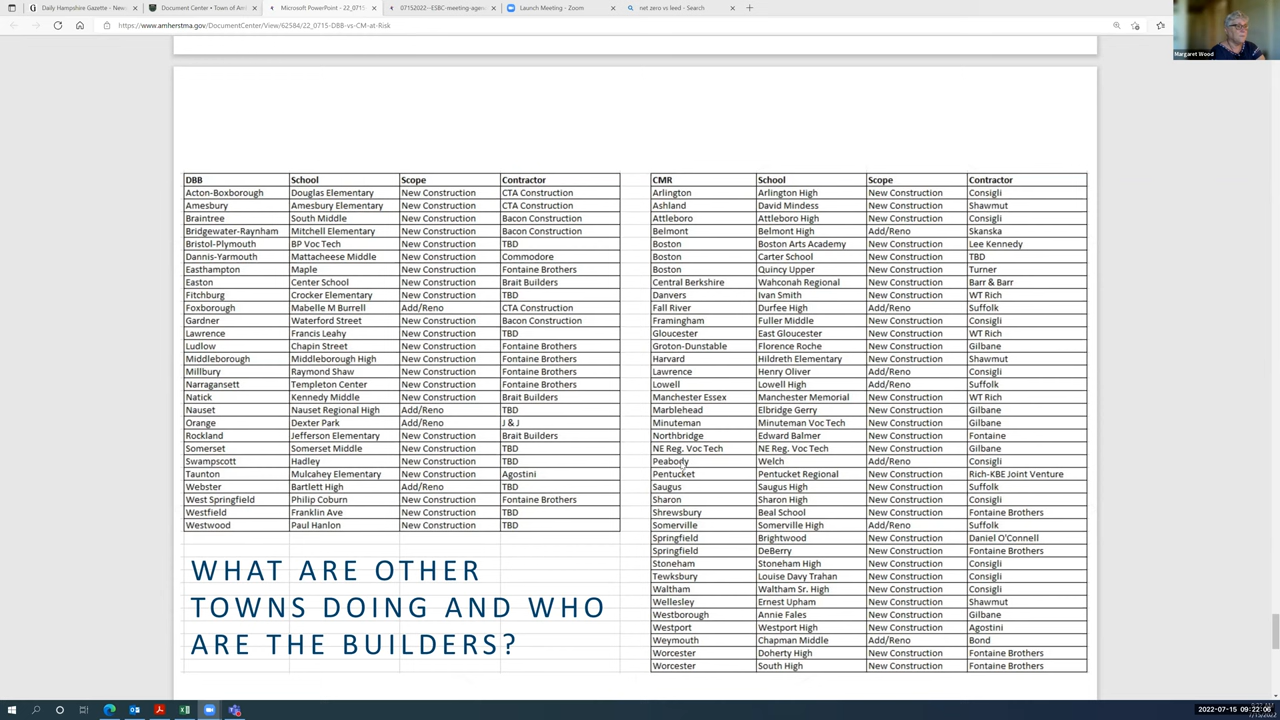 Daily Hampshire Gazette - New
Document Center • Town of Am
Microsoft PowerPoint - 22_0715
07152022 - ESBC-meeting-agen
Launch Meeting - Zoom
net zero vs leed - Search
https://www.amherstma.gov/DocumentCenter/View/62584/22_0715-DBB-vs-CM-at-Risk
Margaret Wood
DBB School Scope Contractor
Acton-Boxborough Douglas Elementary New Construction CTA Construction
Amesbury Amesbury Elementary New Construction CTA Construction
Braintree South Middle New Construction Bacon Construction
Bridgewater-Raynham Mitchell Elementary New Construction Bacon Construction
Bristol-Plymouth BP Voc Tech New Construction TBD
Dannis-Yarmouth Mattacheese Middle New Construction Commodore
Easthampton Maple New Construction Fontaine Brothers
Easton Center School New Construction Brait Builders
Fitchburg Crocker Elementary New Construction TBD
Foxborough Mabelle M Burrell Add/Reno CTA Construction
Gardner Waterford Street New Construction Bacon Construction
Lawrence Francis Leahy New Construction TBD
Ludlow Chapin Street New Construction Fontaine Brothers
Middleborough Middleborough High New Construction Fontaine Brothers
Millbury Raymond Shaw New Construction Fontaine Brothers
Narragansett Templeton Center New Construction Fontaine Brothers
Natick Kennedy Middle New Construction Brait Builders
Nauset Nauset Regional High Add/Reno TBD
Orange Dexter Park Add/Reno J & J
Rockland Jefferson Elementary New Construction Brait Builders
Somerset Somerset Middle New Construction TBD
Swampscott Hadley New Construction TBD
Taunton Mulcahey Elementary New Construction Agostini
Webster Bartlett High Add/Reno TBD
West Springfield Philip Coburn New Construction Fontaine Brothers
Westfield Franklin Ave New Construction TBD
Westwood Paul Hanlon New Construction TBD
WHAT ARE OTHER
TOWNS DOING AND WHO
ARE THE BUILDERS?
CMR School Scope Contractor
Arlington Arlington High New Construction Consigli
Ashland David Mindess New Construction Shawmut
Attleboro Attleboro High New Construction Consigli
Belmont Belmont High Add/Reno Skanska
Boston Boston Arts Academy New Construction Lee Kennedy
Boston Carter School New Construction TBD
Boston Quincy Upper New Construction Turner
Central Berkshire Wahconah Regional New Construction Barr & Barr
Danvers Ivan Smith New Construction WT Rich
Fall River Durfee High Add/Reno Suffolk
Framingham Fuller Middle New Construction Consigli
Gloucester East Gloucester New Construction WT Rich
Groton-Dunstable Florence Roche New Construction Gilbane
Harvard Hildreth Elementary New Construction Shawmut
Lawrence Henry Oliver Add/Reno Consigli
Lowell Lowell High Add/Reno Suffolk
Manchester Essex Manchester Memorial New Construction WT Rich
Marblehead Elbridge Gerry New Construction Gilbane
Minuteman Minuteman Voc Tech New Construction Gilbane
Northbridge Edward Balmer New Construction Fontaine
NE Reg. Voc Tech NE Reg. Voc Tech New Construction Gilbane
Peabody Welch Add/Reno Consigli
Pentucket Pentucket Regional New Construction Rich-KBE Joint Venture
Saugus Saugus High New Construction Suffolk
Sharon Sharon High New Construction Consigli
Shrewsbury Beal School New Construction Fontaine Brothers
Somerville Somerville High Add/Reno Suffolk
Springfield Brightwood New Construction Daniel O'Connell
Springfield DeBerry New Construction Fontaine Brothers
Stoneham Stoneham High New Construction Consigli
Tewksbury Louise Davy Trahan New Construction Consigli
Waltham Waltham Sr. High New Construction Consigli
Wellesley Ernest Upham New Construction Shawmut
Westborough Annie Fales New Construction Gilbane
Westport Westport High New Construction Agostini
Weymouth Chapman Middle Add/Reno Bond
Worcester Doherty High New Construction Fontaine Brothers
Worcester South High New Construction Fontaine Brothers
2022-07-15 09:22:06